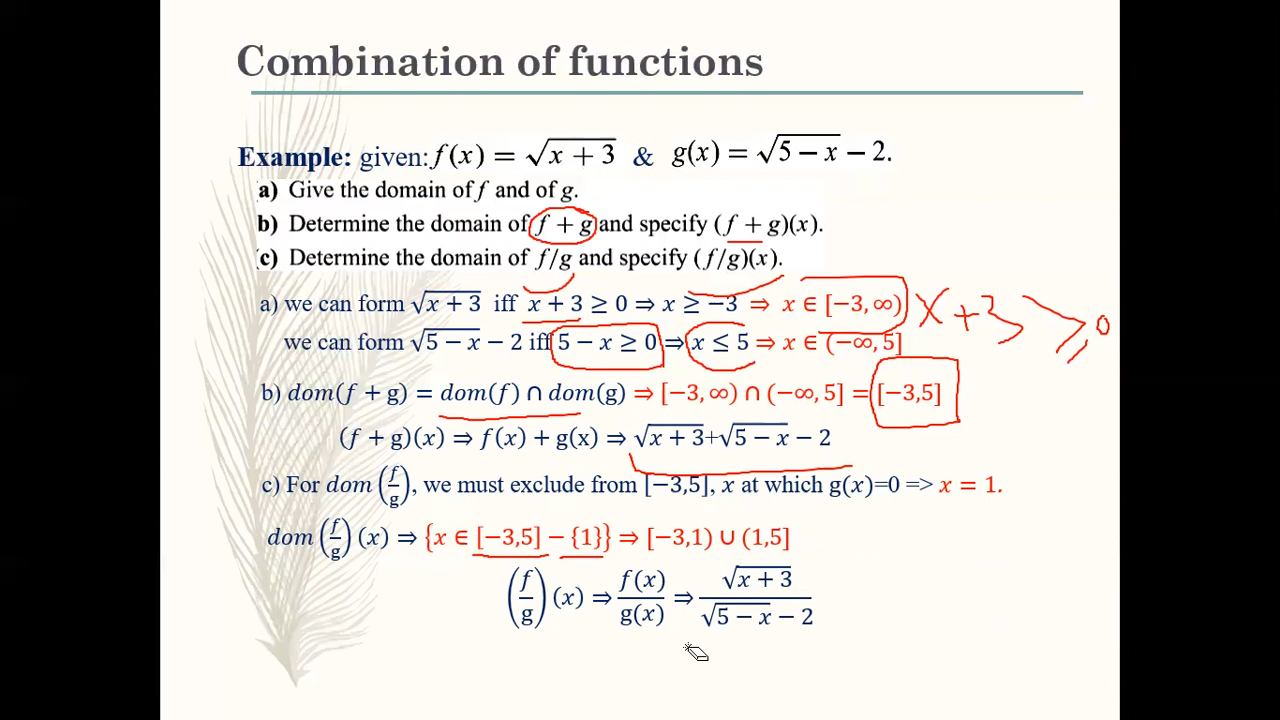 Combination of functions
Example: given: f(x) = √(x + 3) & g(x) = √(5 − x) − 2.
(a) Give the domain of f and of g.
b) Determine the domain of f + g and specify (f + g)(x).
(c) Determine the domain of f/g and specify (f/g)(x).
a) we can form √(x + 3) iff x + 3 ≥ 0 ⇒ x ≥ −3 ⇒ x ∈ [−3, ∞) x+3 ≥0
we can form √(5 − x) − 2 iff 5 − x ≥ 0 ⇒ x ≤ 5 ⇒ x ∈ (−∞, 5]
b) dom(f + g) = dom(f) ∩ dom(g) ⇒ [−3, ∞) ∩ (−∞, 5] = [−3,5]
(f + g)(x) ⇒ f(x) + g(x) ⇒ √(x + 3)+√(5 − x) − 2
c) For dom (f/g), we must exclude from [−3,5], x at which g(x)=0 => x = 1.
dom (f/g) (x) ⇒ {x ∈ [−3,5] − {1}} ⇒ [−3,1) ∪ (1,5]
(f/g) (x) ⇒ f(x)/g(x) ⇒ √(x + 3)/(√(5 − x) − 2)